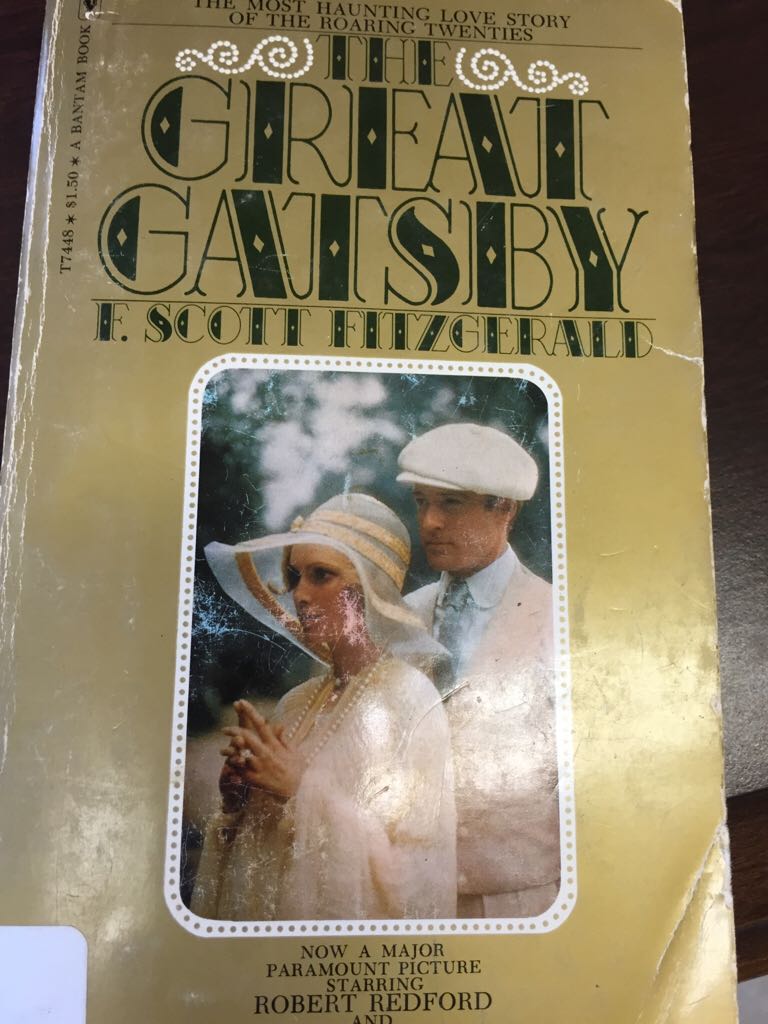 THE MOST HAUNTING LOVE STORY
OF THE ROARING TWENTIES
T7448 * $1.50 * A BANTAM BOOK
THE
GREAT
GATSBY
F. SCOTT FITZGERALD
NOW A MAJOR
PARAMOUNT PICTURE
STARRING
ROBERT REDFORD
AND